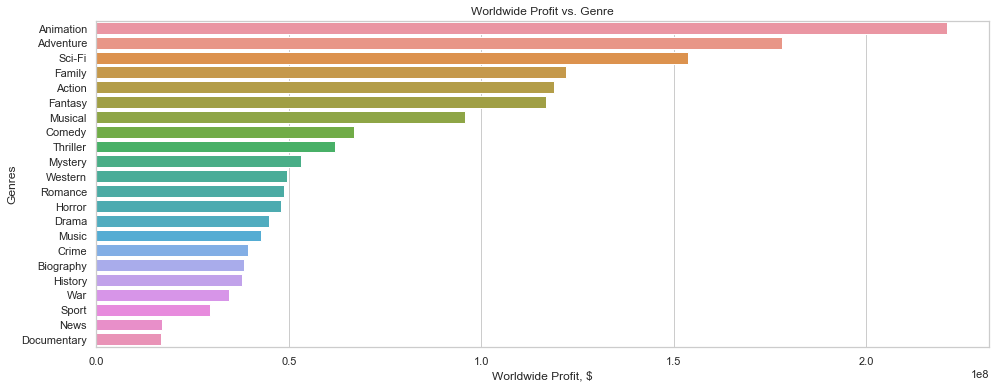 Worldwide Profit vs. Genre
Genres
Animation
Adventure
Sci-Fi
Family
Action
Fantasy
Musical
Comedy
Thriller
Mystery
Western
Romance
Horror
Drama
Music
Crime
Biography
History
War
Sport
News
Documentary
0.0 0.5 1.0 1.5 2.0
1e8
Worldwide Profit, $